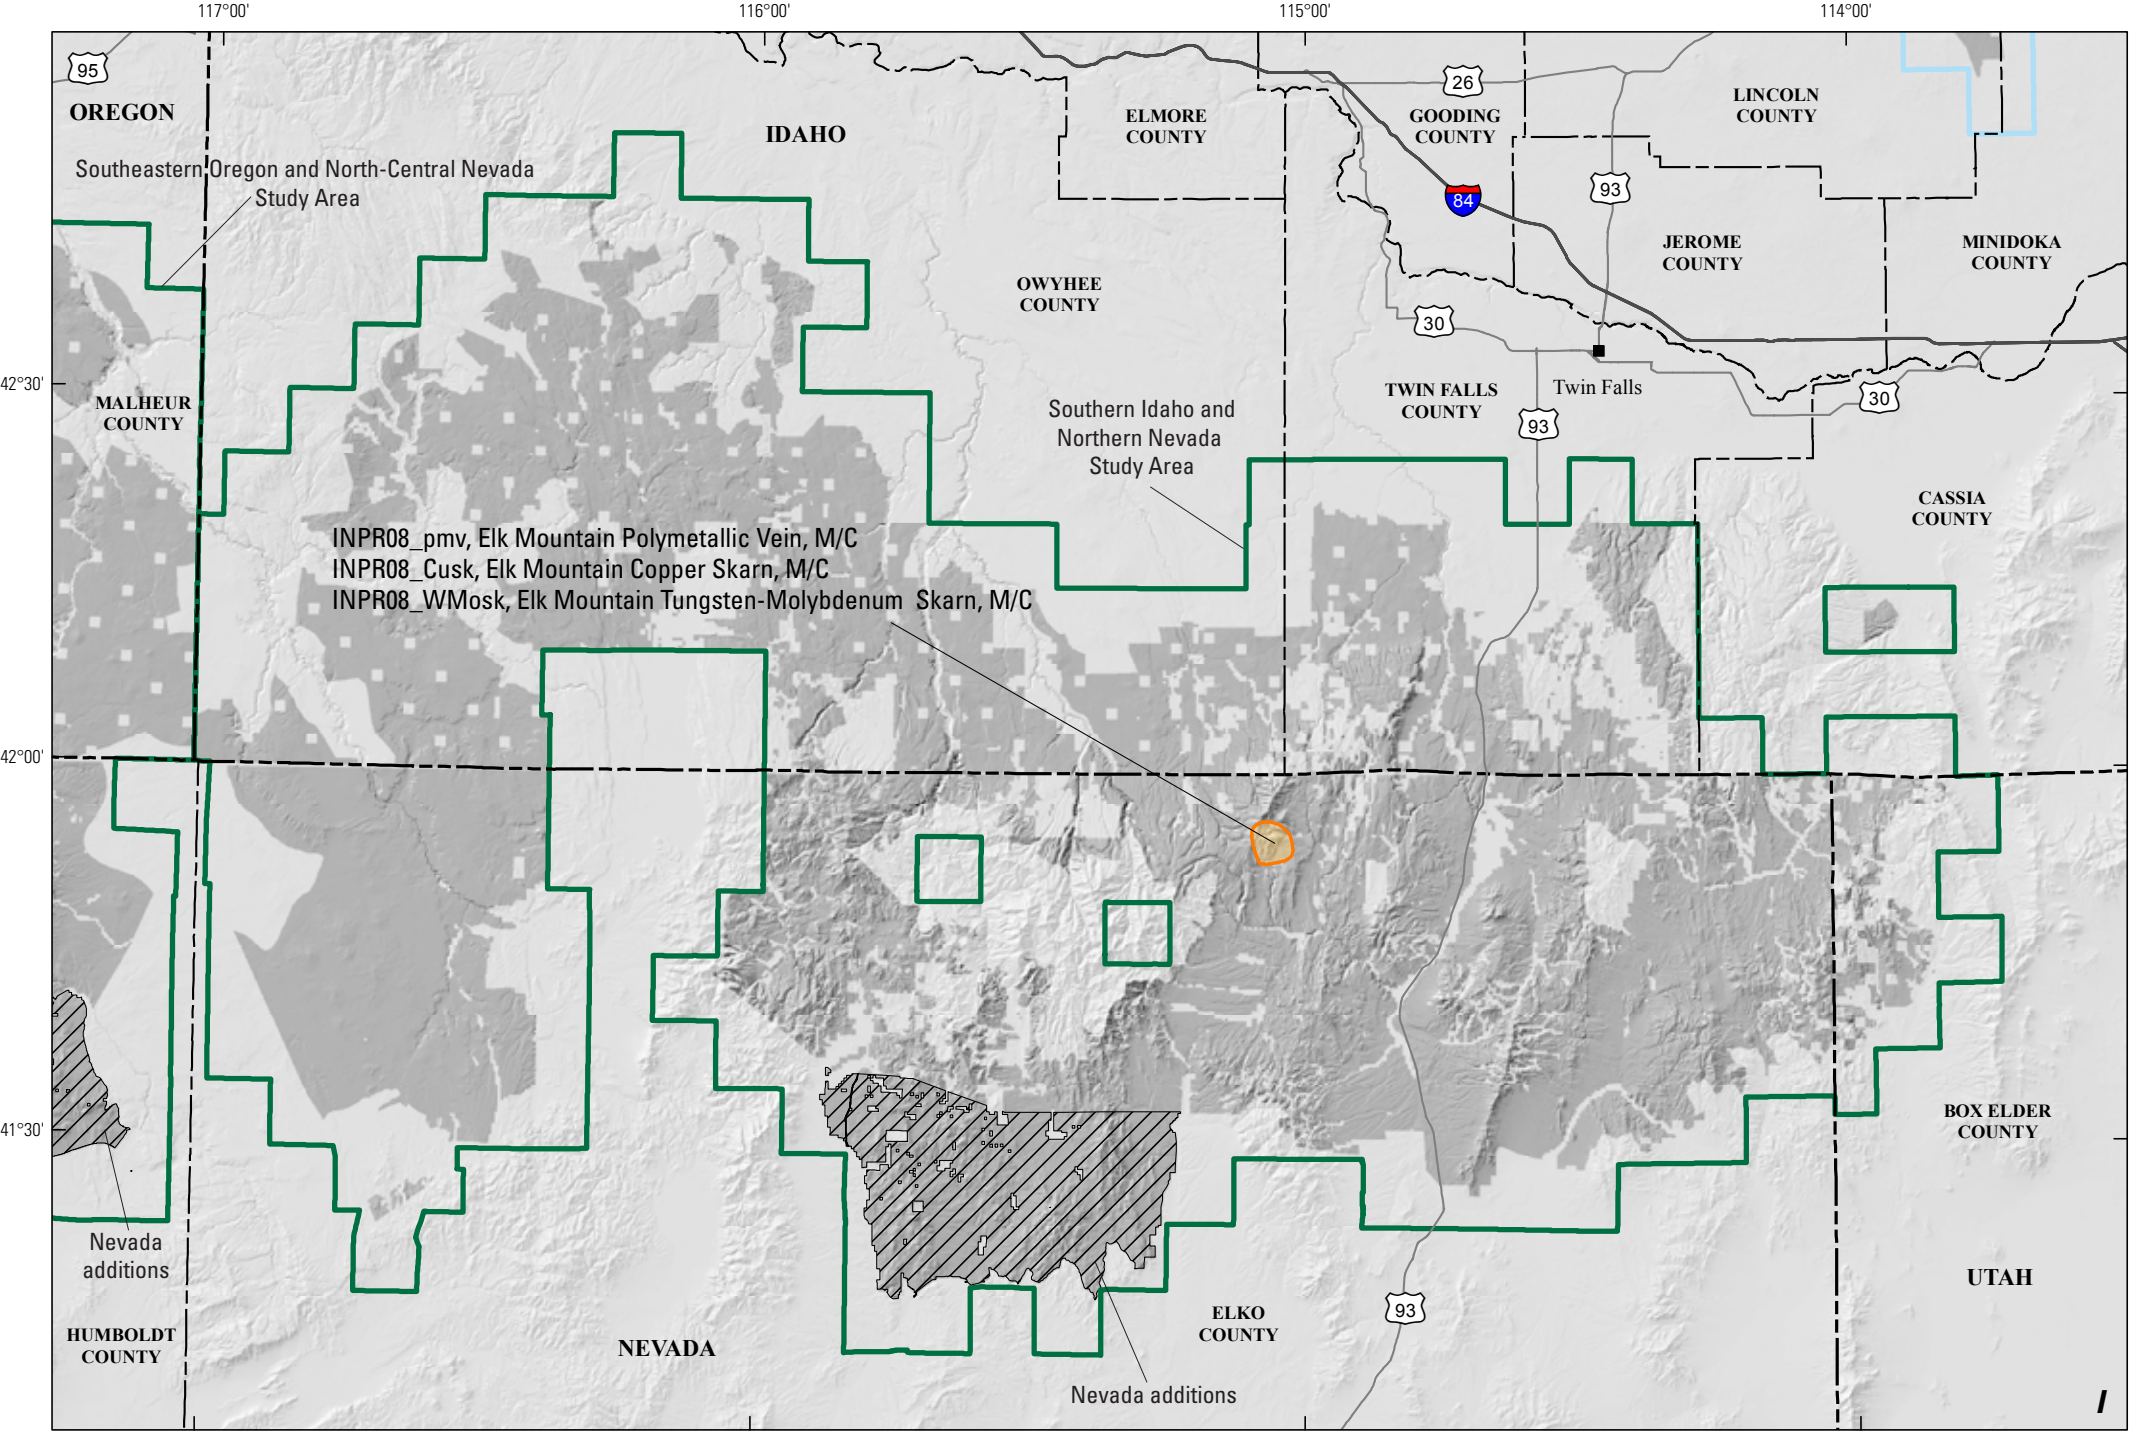 117°00'
116°00'
115°00'
114°00'
95
26
OREGON
IDAHO
ELMORE
COUNTY
GOODING
COUNTY
LINCOLN
COUNTY
Southeastern Oregon and North-Central Nevada
Study Area
93
84
OWYHEE
COUNTY
JEROME
COUNTY
MINIDOKA
COUNTY
30
42°30'
MALHEUR
COUNTY
Southern Idaho and
Northern Nevada
Study Area
TWIN FALLS
COUNTY
Twin Falls
30
93
CASSIA
COUNTY
INPR08_pmv, Elk Mountain Polymetallic Vein, M/C
INPR08_Cusk, Elk Mountain Copper Skarn, M/C
INPR08_WMosk, Elk Mountain Tungsten-Molybdenum Skarn, M/C
42°00'
41°30'
BOX ELDER
COUNTY
Nevada
additions
UTAH
HUMBOLDT
COUNTY
NEVADA
ELKO
COUNTY
93
Nevada additions
I